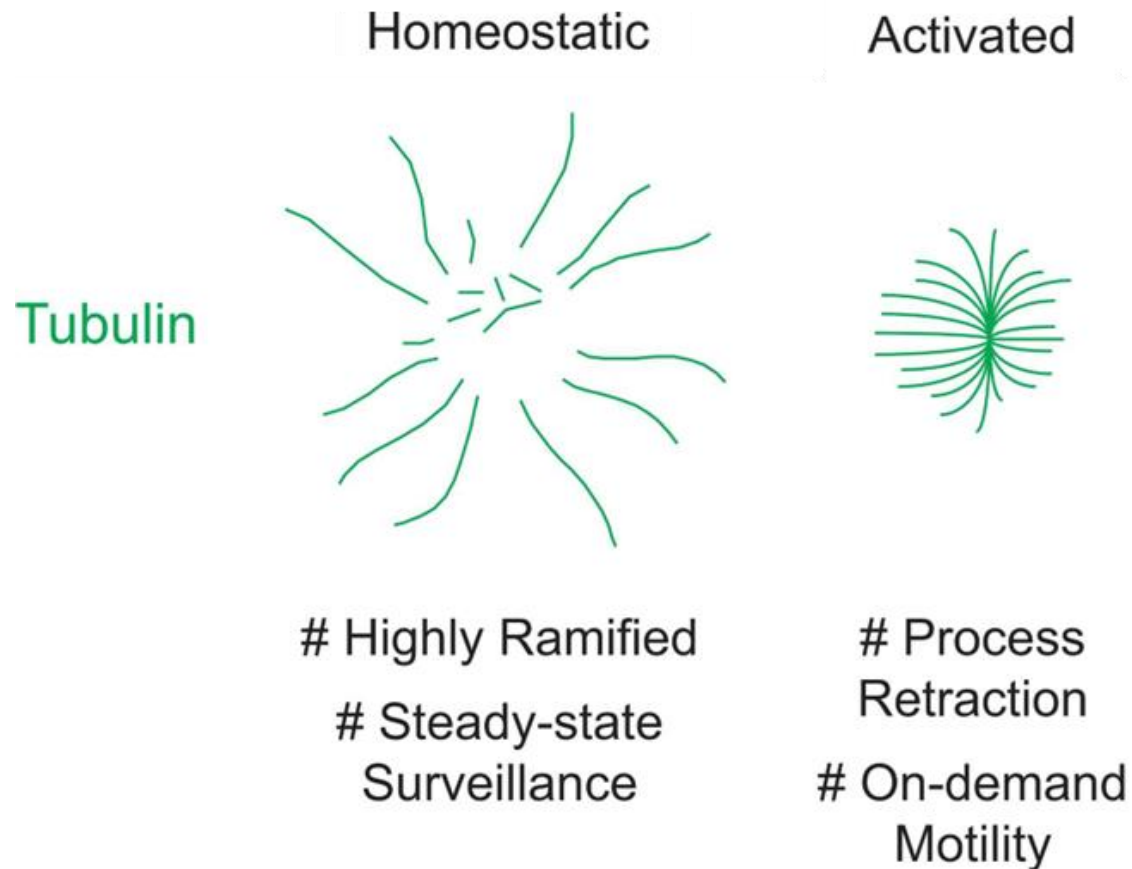 Homeostatic
Activated
Tubulin
# Highly Ramified
# Steady-state
Surveillance
# Process
Retraction
# On-demand
Motility